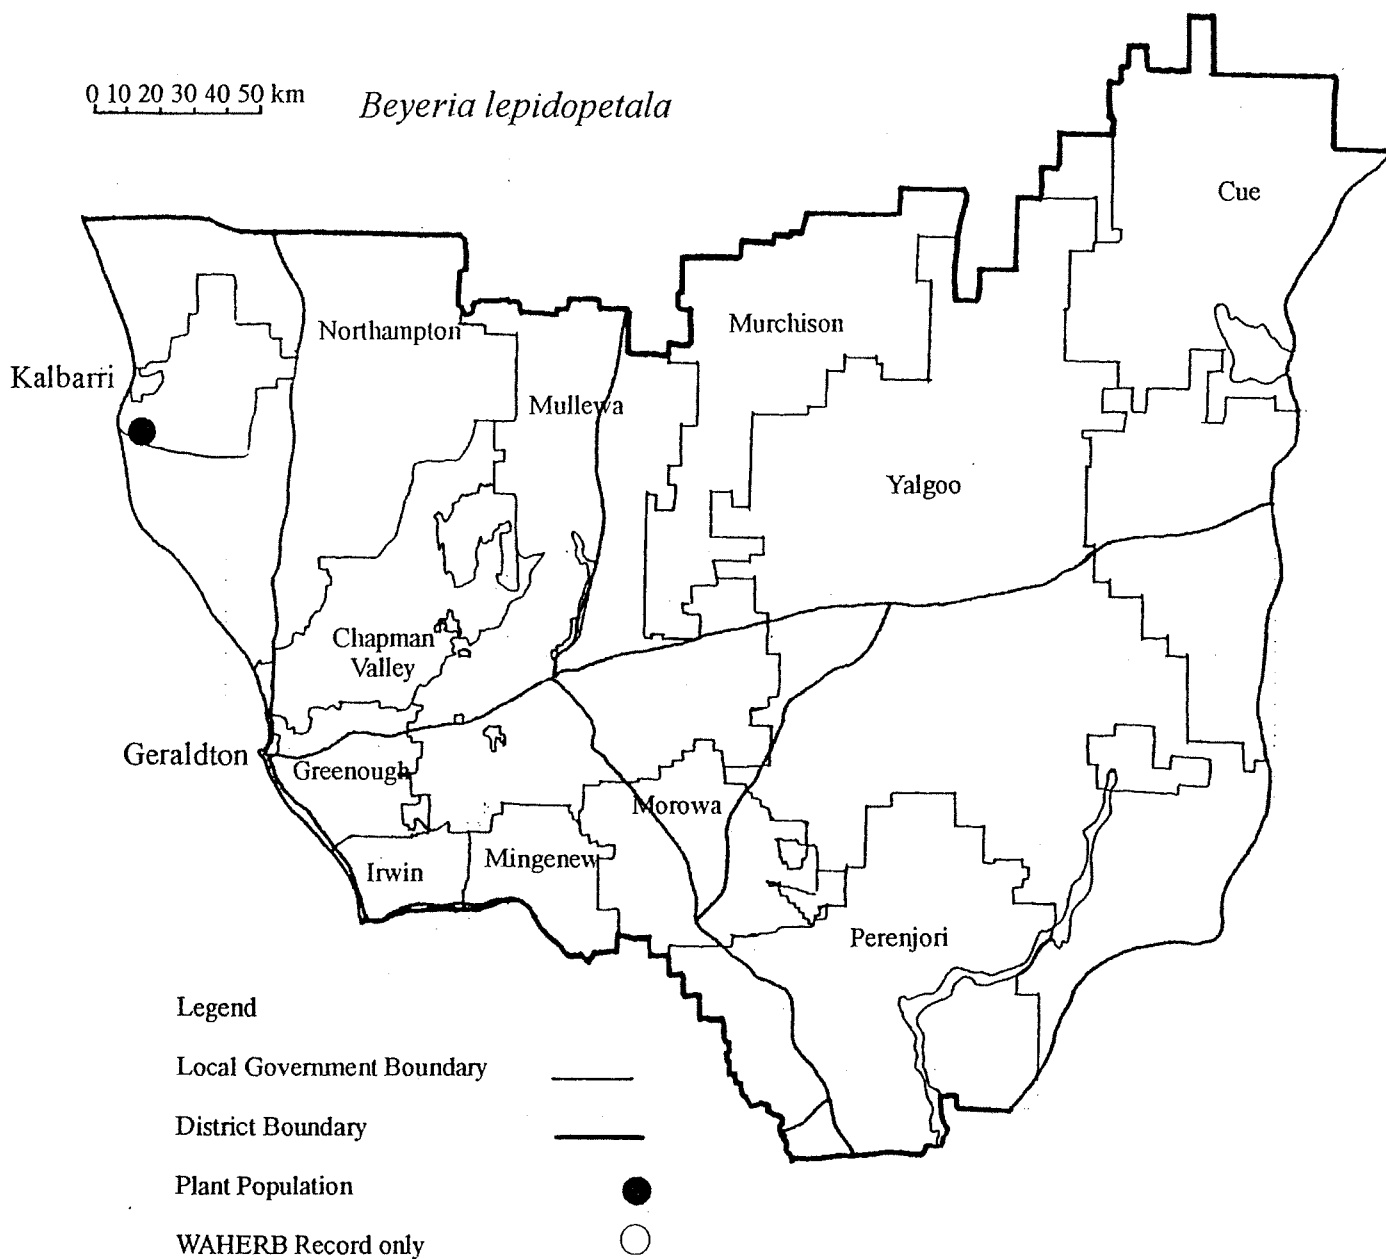 0 10 20 30 40 50 km
Beyeria lepidopetala
Cue
Northampton
Murchison
Kalbarri
Mullewa
Yalgoo
Chapman
Valley
Geraldton
Greenough
Morowa
Irwin
Mingenew
Perenjori
Legend
Local Government Boundary
District Boundary
Plant Population
WAHERB Record only